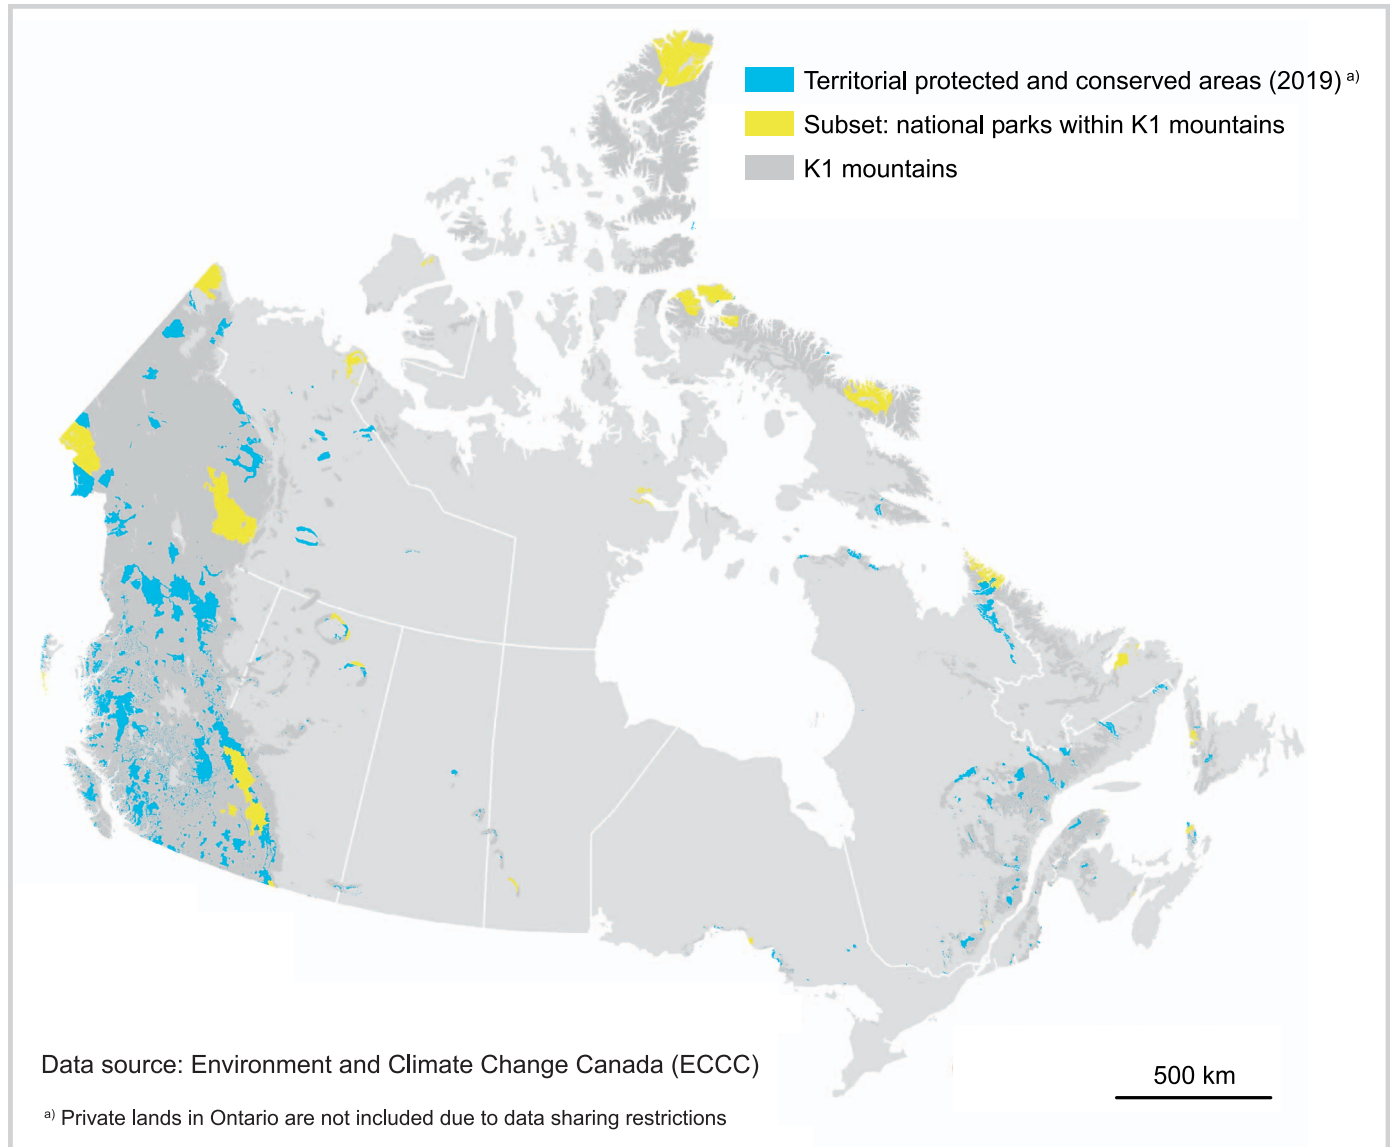 Territorial protected and conserved areas (2019) a)
Subset: national parks within K1 mountains
K1 mountains
Data source: Environment and Climate Change Canada (ECCC)
500 km
a) Private lands in Ontario are not included due to data sharing restrictions